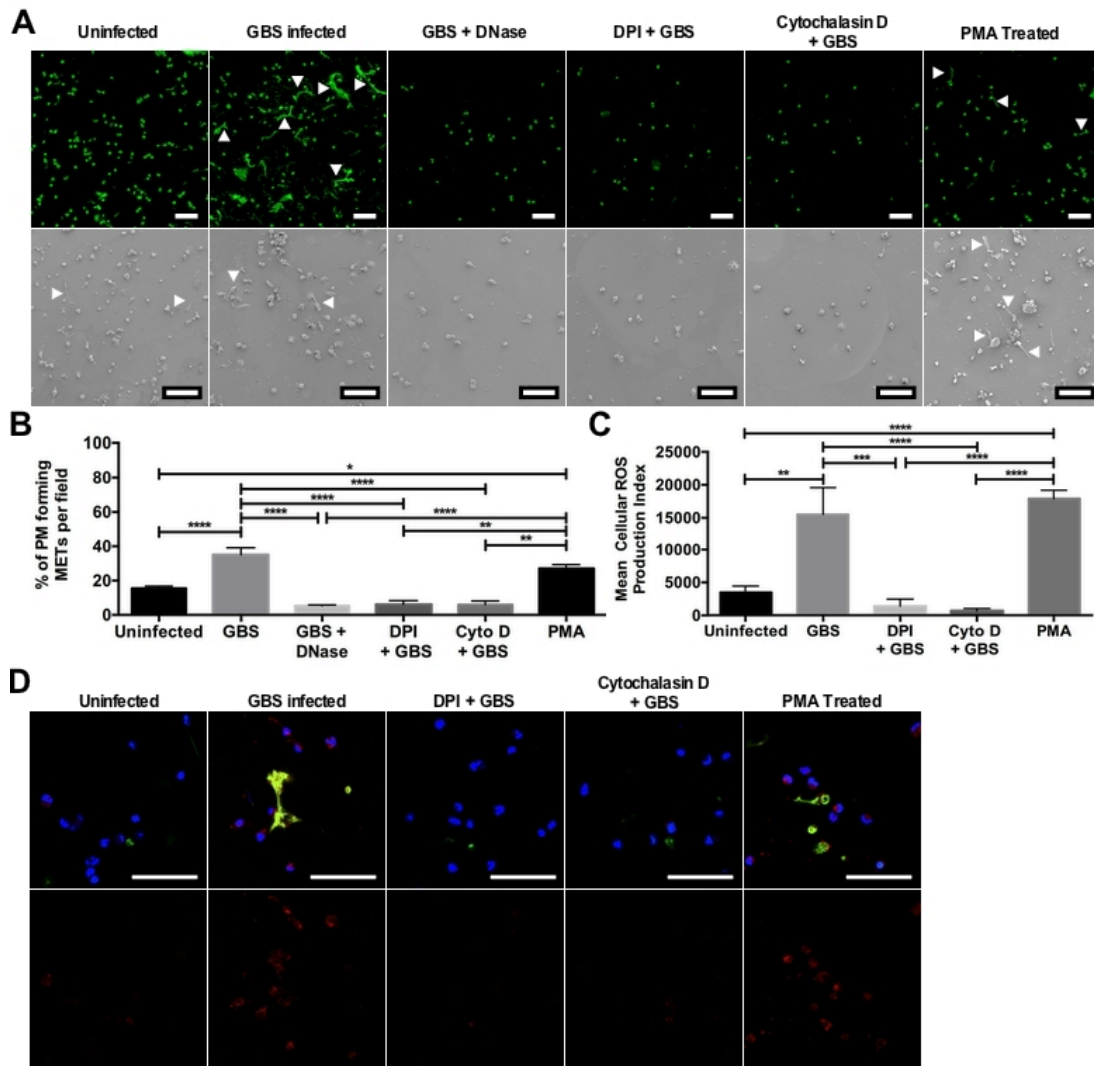 A
Uninfected GBS infected GBS + DNase DPI + GBS Cytochalasin D + GBS PMA Treated
B
% of PM forming
METs per field
100
80
60
40
20
0
*
****
****
**** ****
**** **
**
Uninfected GBS GBS + DNase DPI + GBS Cyto D + GBS PMA
C
Mean Cellular ROS
Production Index
25000
20000
15000
10000
5000
0
****
****
*** ****
** ****
Uninfected GBS DPI + GBS Cyto D + GBS PMA
D
Uninfected GBS infected DPI + GBS Cytochalasin D + GBS PMA Treated